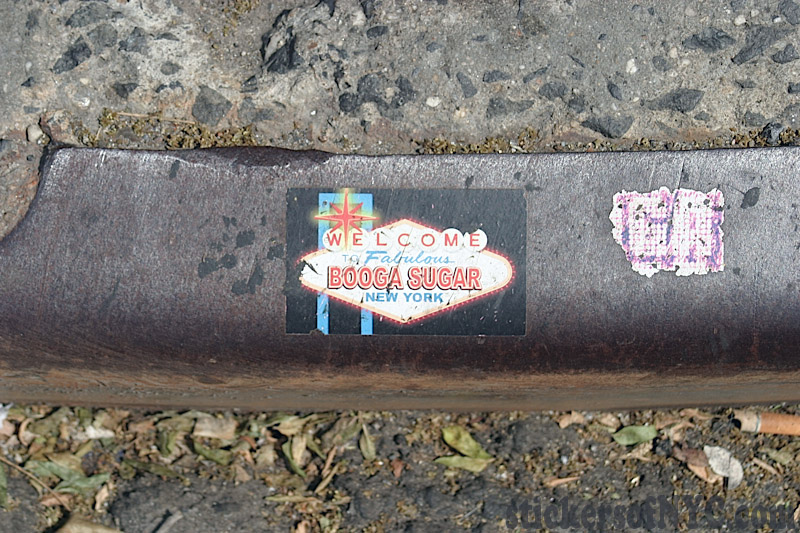 WELCOME
TO Fabulous
BOOGA SUGAR
NEW YORK
StickersofNYC.com